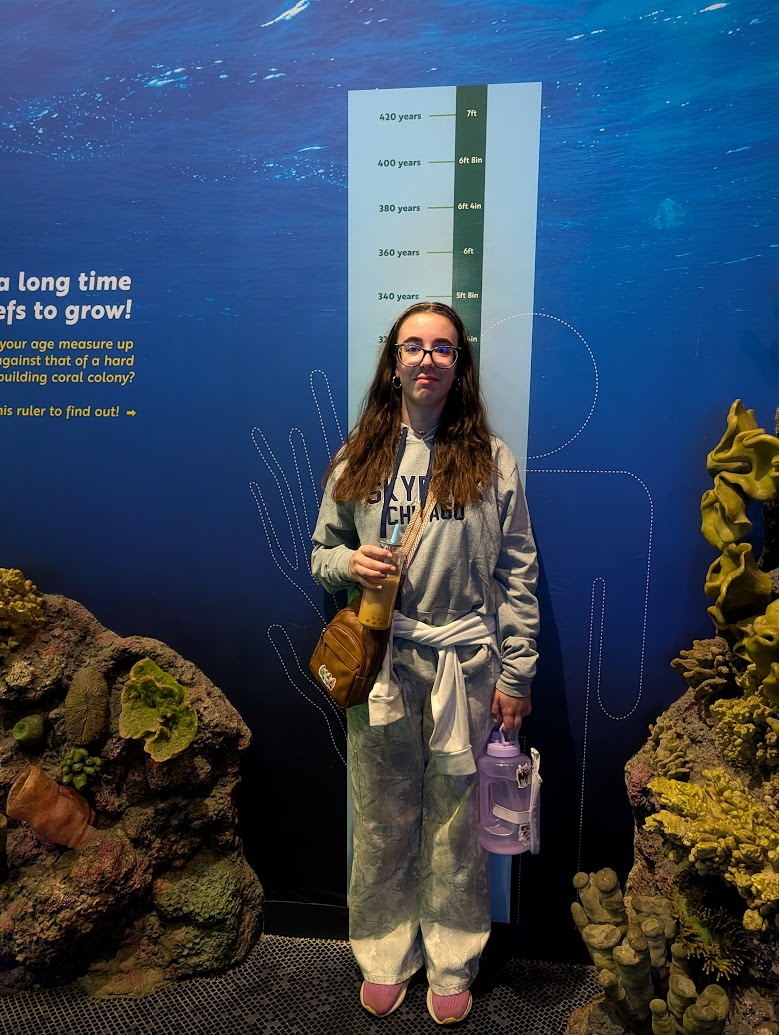 a long time
efs to grow!
your age measure up
against that of a hard
building coral colony?
his ruler to find out! ➡
420 years 7ft
400 years 6ft 8in
380 years 6ft 4in
360 years 6ft
340 years 5ft 8in
CHICAGO